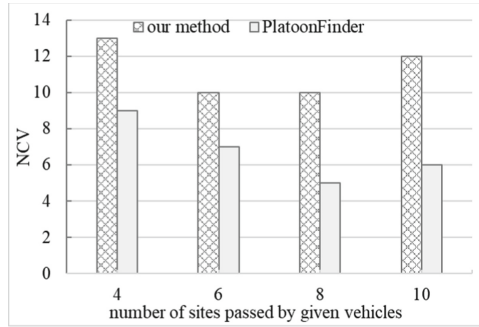 14
our method PlatoonFinder
12
10
8
6
4
2
0
NCV
4 6 8 10
number of sites passed by given vehicles